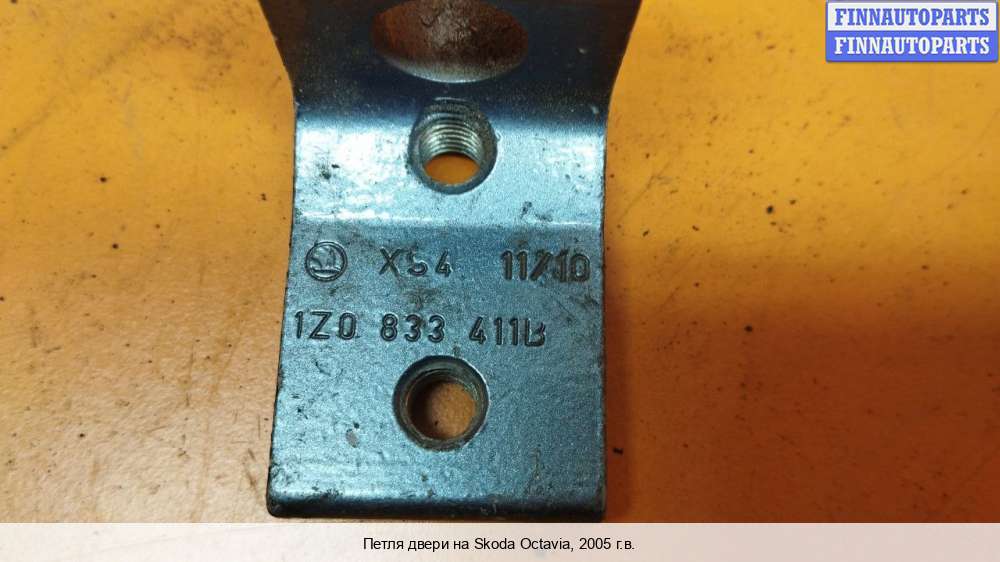 FINNAUTOPARTS
FINNAUTOPARTS
XS4 11/10
1Z0 833 411B
Петля двери на Skoda Octavia, 2005 г.в.